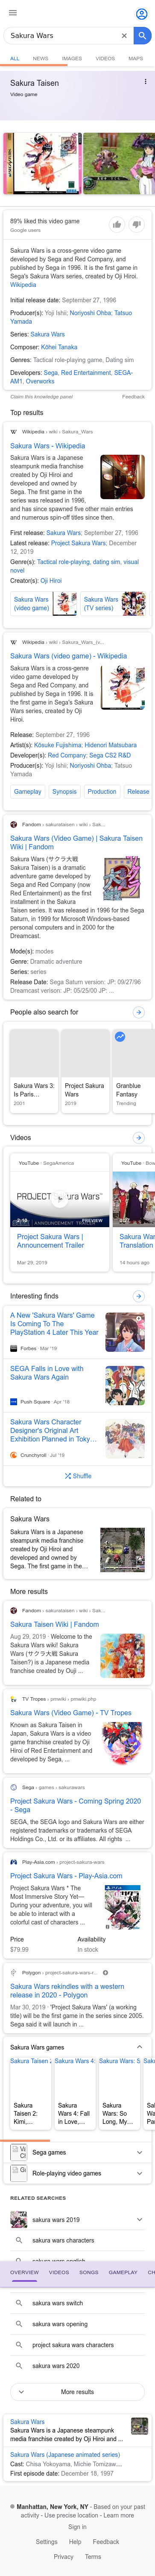 Sakura Wars
ALL NEWS IMAGES VIDEOS MAPS
Sakura Taisen
Video game
89% liked this video game
Google users
Sakura Wars is a cross-genre video
game developed by Sega and Red Company, and
published by Sega in 1996. It is the first game in
Sega's Sakura Wars series, created by Oji Hiroi.
Wikipedia
Initial release date: September 27, 1996
Producer(s): Yoji Ishii; Noriyoshi Ohba; Tatsuo
Yamada
Series: Sakura Wars
Composer: Kōhei Tanaka
Genres: Tactical role-playing game, Dating sim
Developers: Sega, Red Entertainment, SEGA-
AM1, Overworks
Claim this knowledge panel Feedback
Top results
Wikipedia › wiki › Sakura_Wars
Sakura Wars - Wikipedia
Sakura Wars is a Japanese
steampunk media franchise
created by Oji Hiroi and
developed and owned by
Sega. The first game in the
series was released in 1996,
and has since spawned five other main entries
and numerous spin-off titles since then.
First release: Sakura Wars; September 27, 1996
Latest release: Project Sakura Wars; December
12, 2019
Genre(s): Tactical role-playing, dating sim, visual
novel
Creator(s): Oji Hiroi
Sakura Wars
(video game)
Sakura Wars
(TV series)
Wikipedia › wiki › Sakura_Wars_(v...
Sakura Wars (video game) - Wikipedia
Sakura Wars is a cross-genre
video game developed by
Sega and Red Company, and
published by Sega in 1996. It
is the first game in Sega's
Sakura Wars series, created
by Oji Hiroi.
Release: September 27, 1996
Artist(s): Kōsuke Fujishima; Hidenori Matsubara
Developer(s): Red Company; Sega CS2 R&D
Producer(s): Yoji Ishii; Noriyoshi Ohba; Tatsuo
Yamada
Gameplay Synopsis Production Release
Fandom › sakurataisen › wiki › Sak...
Sakura Wars (Video Game) | Sakura Taisen
Wiki | Fandom
Sakura Wars (サクラ大戦
Sakura Taisen) is a dramatic
adventure game developed by
Sega and Red Company (now
Red Entertainment) and is the
first installment in the Sakura
Taisen series. It was released in 1996 for the Sega
Saturn, in 1999 for Microsoft Windows-based
personal computers and in 2000 for the
Dreamcast.
Mode(s): modes
Genre: Dramatic adventure
Series: series
Release Date: Sega Saturn version: JP: 09/27/96
Dreamcast version: JP: 05/25/00 JP: ...
People also search for
Sakura Wars 3:
Is Paris...
2001
Project Sakura
Wars
2019
Granblue
Fantasy
Trending
Videos
YouTube · SegaAmerica
PROJECT SAKURA WARS
ANNOUNCEMENT TRAILER
2:10 PREVIEW
Project Sakura Wars |
Announcement Trailer
Mar 29, 2019
YouTube
Sakura War
Translation
14 hours ago
Interesting finds
A New 'Sakura Wars' Game
Is Coming To The
PlayStation 4 Later This Year
Forbes · Mar '19
SEGA Falls in Love with
Sakura Wars Again
Push Square · Apr '18
Sakura Wars Character
Designer's Original Art
Exhibition Planned in Toky...
Crunchyroll · Jul '19
Shuffle
Related to
Sakura Wars
Sakura Wars is a Japanese
steampunk media franchise
created by Oji Hiroi and
developed and owned by
Sega. The first game in the...
More results
Fandom › sakurataisen › wiki › Sak...
Sakura Taisen Wiki | Fandom
Aug 29, 2019 · Welcome to the
Sakura Wars wiki! Sakura
Wars (サクラ大戦 Sakura
Taisen?) is a Japanese media
franchise created by Ouji ...
TV Tropes › pmwiki › pmwiki.php
Sakura Wars (Video Game) - TV Tropes
Known as Sakura Taisen in
Japan, Sakura Wars is a video
game franchise created by Oji
Hiroi of Red Entertainment and
developed by Sega, ...
Sega › games › sakurawars
Project Sakura Wars - Coming Spring 2020
- Sega
SEGA, the SEGA logo and Sakura Wars are either
registered trademarks or trademarks of SEGA
Holdings Co., Ltd. or its affiliates. All rights ...
Play-Asia.com › project-sakura-wars
Project Sakura Wars - Play-Asia.com
Project Sakura Wars * The
Most Immersive Story Yet—
During your adventure, you
will be able to interact with a
colorful cast of characters ...
Price Availability
$79.99 In stock
Polygon › project-sakura-wars-r...
Sakura Wars rekindles with a western
release in 2020 - Polygon
Mar 30, 2019 · 'Project Sakura Wars' (a working
title) will be the first game in the series since 2005.
Sega said it will launch in ...
Sakura Wars games
Sakura Taisen 2 Sakura Wars 4: Sakura Wars: S
Sakura
Taisen 2:
Kimi,...
Sakura
Wars 4: Fall
in Love,...
Sakura
Wars: So
Long, My...
Sega games
Role-playing video games
RELATED SEARCHES
sakura wars 2019
sakura wars characters
OVERVIEW VIDEOS SONGS GAMEPLAY
sakura wars switch
sakura wars opening
project sakura wars characters
sakura wars 2020
More results
Sakura Wars
Sakura Wars is a Japanese steampunk
media franchise created by Oji Hiroi and ...
Sakura Wars (Japanese animated series)
Cast: Chisa Yokoyama, Michie Tomizaw...
First episode date: December 18, 1997
Manhattan, New York, NY - Based on your past
activity - Use precise location - Learn more
Sign in
Settings Help Feedback
Privacy Terms